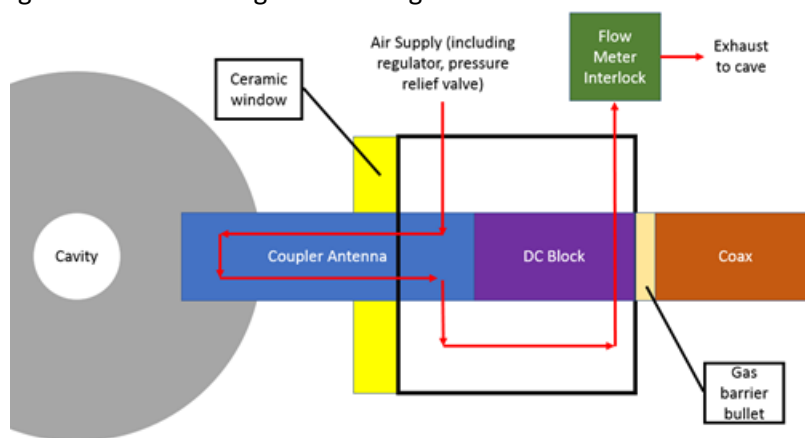 Air Supply (including
regulator, pressure
relief valve)
Flow
Meter
Interlock
Exhaust
to cave
Ceramic
window
Cavity
Coupler Antenna
DC Block
Coax
Gas
barrier
bullet